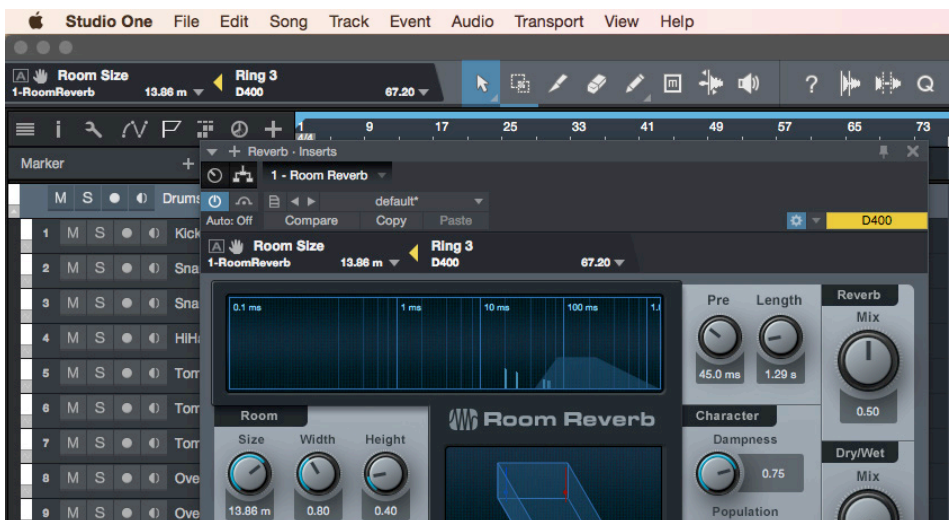 Studio One File Edit Song Track Event Audio Transport View Help
A Room Size Ring 3
1-RoomReverb 13.86 m D400 67.20
1 9 17 25 33 41 49 57 65 73
4/4
Marker
Reverb - Inserts
1 - Room Reverb
default*
Auto: Off Compare Copy Paste D400
A Room Size Ring 3
1-RoomReverb 13.86 m D400 67.20
M S Drums
1 M S Kick
2 M S Sna
3 M S Sna
4 M S HiHa
5 M S Tom
6 M S Tom
7 M S Tom
8 M S Ove
9 M S Ove
0.1 ms 1 ms 10 ms 100 ms 1.0
Pre Length
45.0 ms 1.29 s
Reverb
Mix
0.50
Room
Size Width Height
13.86 m 0.80 0.40
Room Reverb
Character
Dampness
0.75
Population
Dry/Wet
Mix